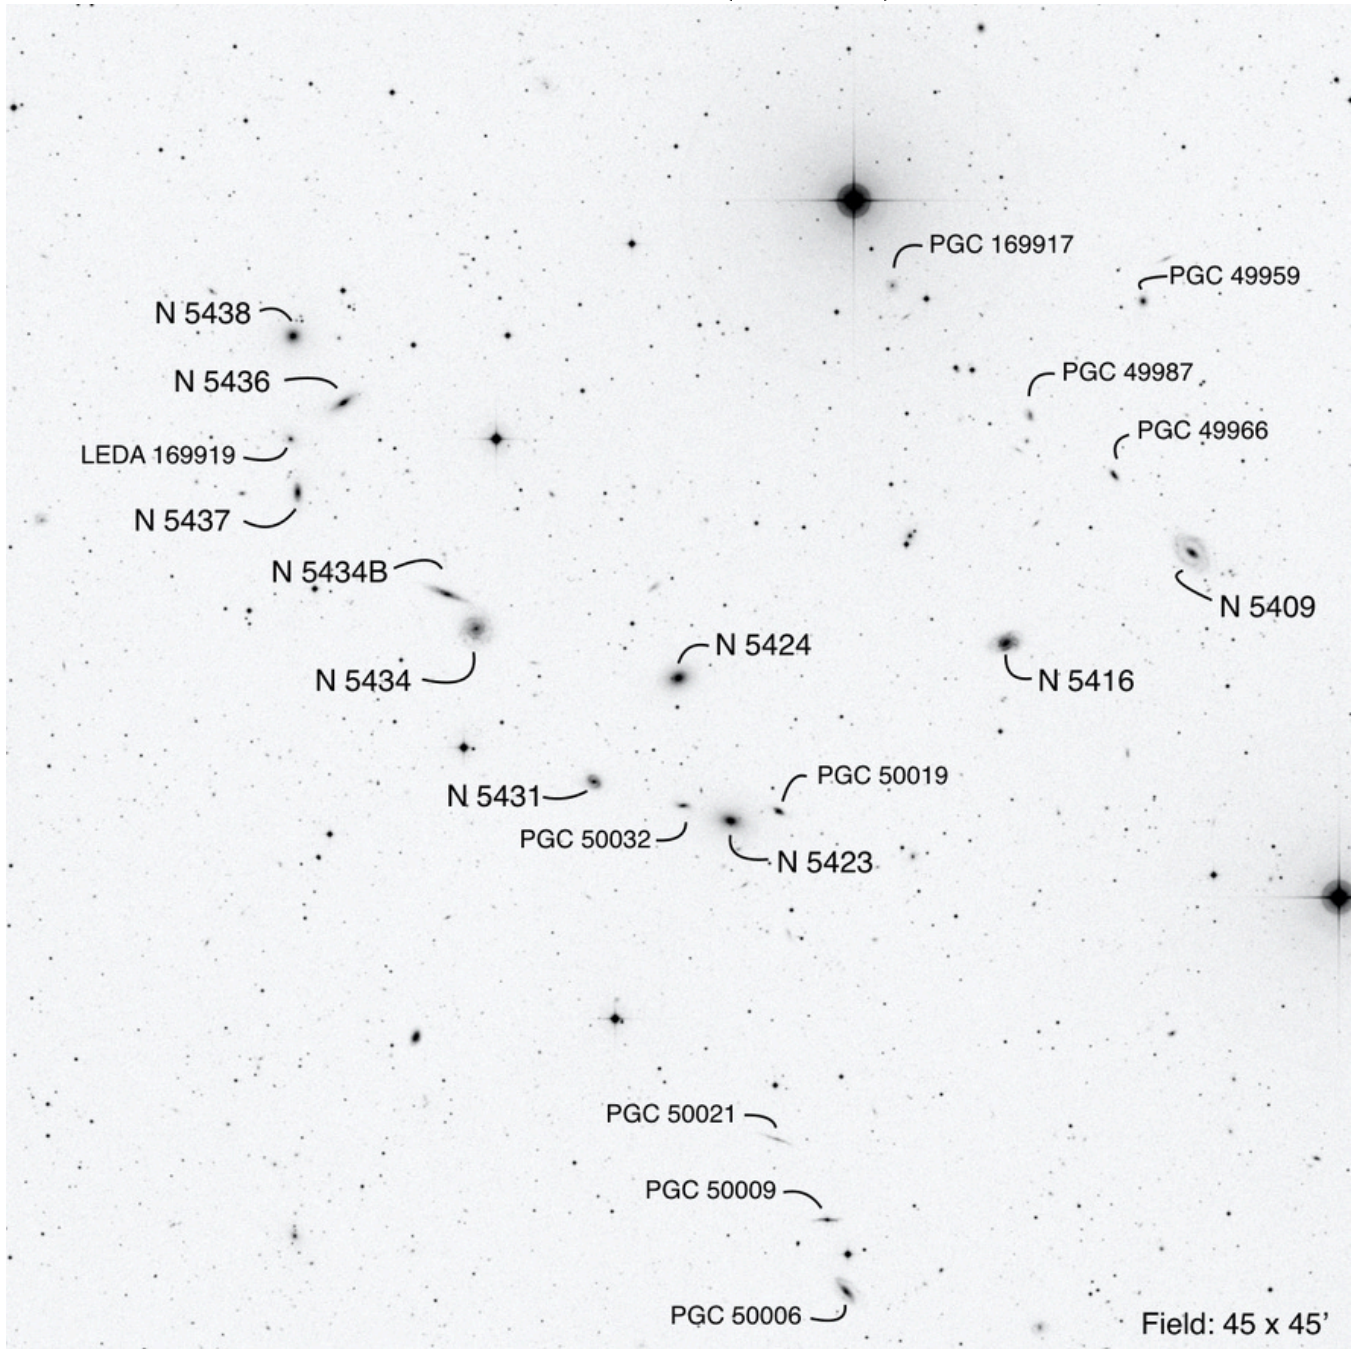 PGC 169917
PGC 49959
N 5438
PGC 49987
N 5436
PGC 49966
LEDA 169919
N 5437
N 5434B
N 5409
N 5424
N 5434
N 5416
PGC 50019
N 5431
PGC 50032
N 5423
PGC 50021
PGC 50009
PGC 50006
Field: 45 x 45’